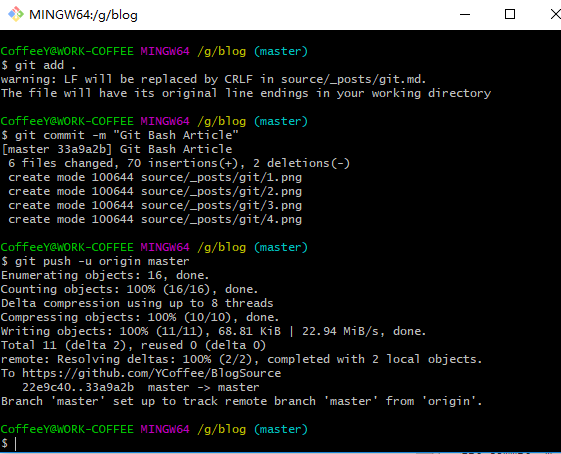 MINGW64:/g/blog
CoffeeY@WORK-COFFEE MINGW64 /g/blog (master)
$ git add .
warning: LF will be replaced by CRLF in source/_posts/git.md.
The file will have its original line endings in your working directory
CoffeeY@WORK-COFFEE MINGW64 /g/blog (master)
$ git commit -m "Git Bash Article"
[master 33a9a2b] Git Bash Article
 6 files changed, 70 insertions(+), 2 deletions(-)
 create mode 100644 source/_posts/git/1.png
 create mode 100644 source/_posts/git/2.png
 create mode 100644 source/_posts/git/3.png
 create mode 100644 source/_posts/git/4.png
CoffeeY@WORK-COFFEE MINGW64 /g/blog (master)
$ git push -u origin master
Enumerating objects: 16, done.
Counting objects: 100% (16/16), done.
Delta compression using up to 8 threads
Compressing objects: 100% (10/10), done.
Writing objects: 100% (11/11), 68.81 KiB | 22.94 MiB/s, done.
Total 11 (delta 2), reused 0 (delta 0)
remote: Resolving deltas: 100% (2/2), completed with 2 local objects.
To https://github.com/YCoffee/BlogSource
   22e9c40..33a9a2b  master -> master
Branch 'master' set up to track remote branch 'master' from 'origin'.
CoffeeY@WORK-COFFEE MINGW64 /g/blog (master)
$